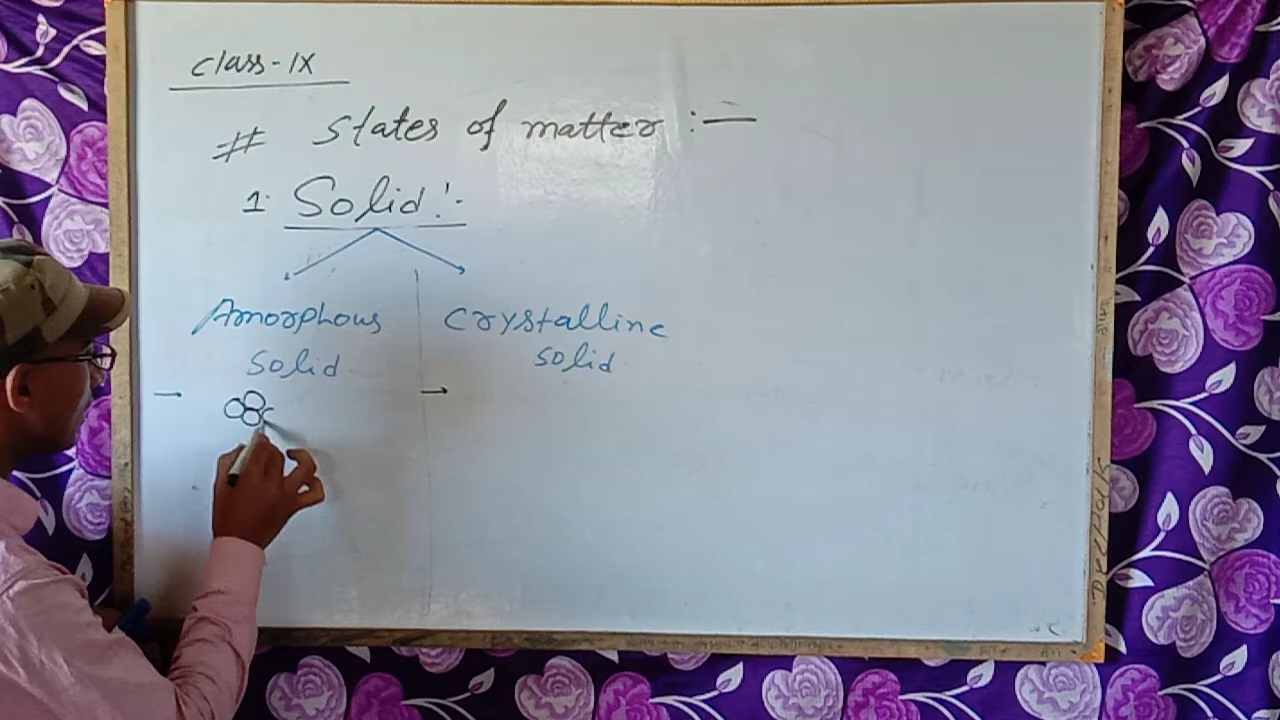 class-IX
# States of matter :-
1. Solid :-
Amorphous
solid
Crystalline
solid